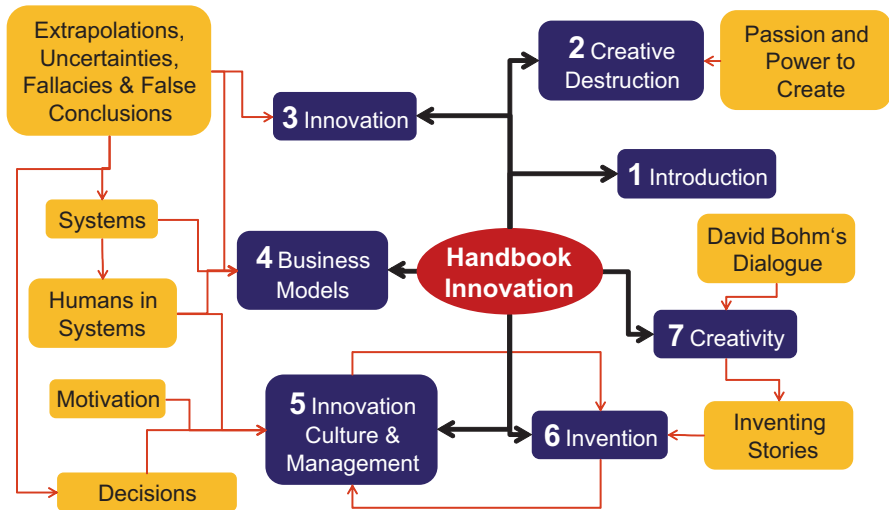 Extrapolations,
Uncertainties,
Fallacies & False
Conclusions
2 Creative
Destruction
Passion and
Power to
Create
3 Innovation
1 Introduction
Systems
4 Business
Models
Handbook
Innovation
David Bohm‘s
Dialogue
Humans in
Systems
7 Creativity
Motivation
5 Innovation
Culture &
Management
6 Invention
Inventing
Stories
Decisions